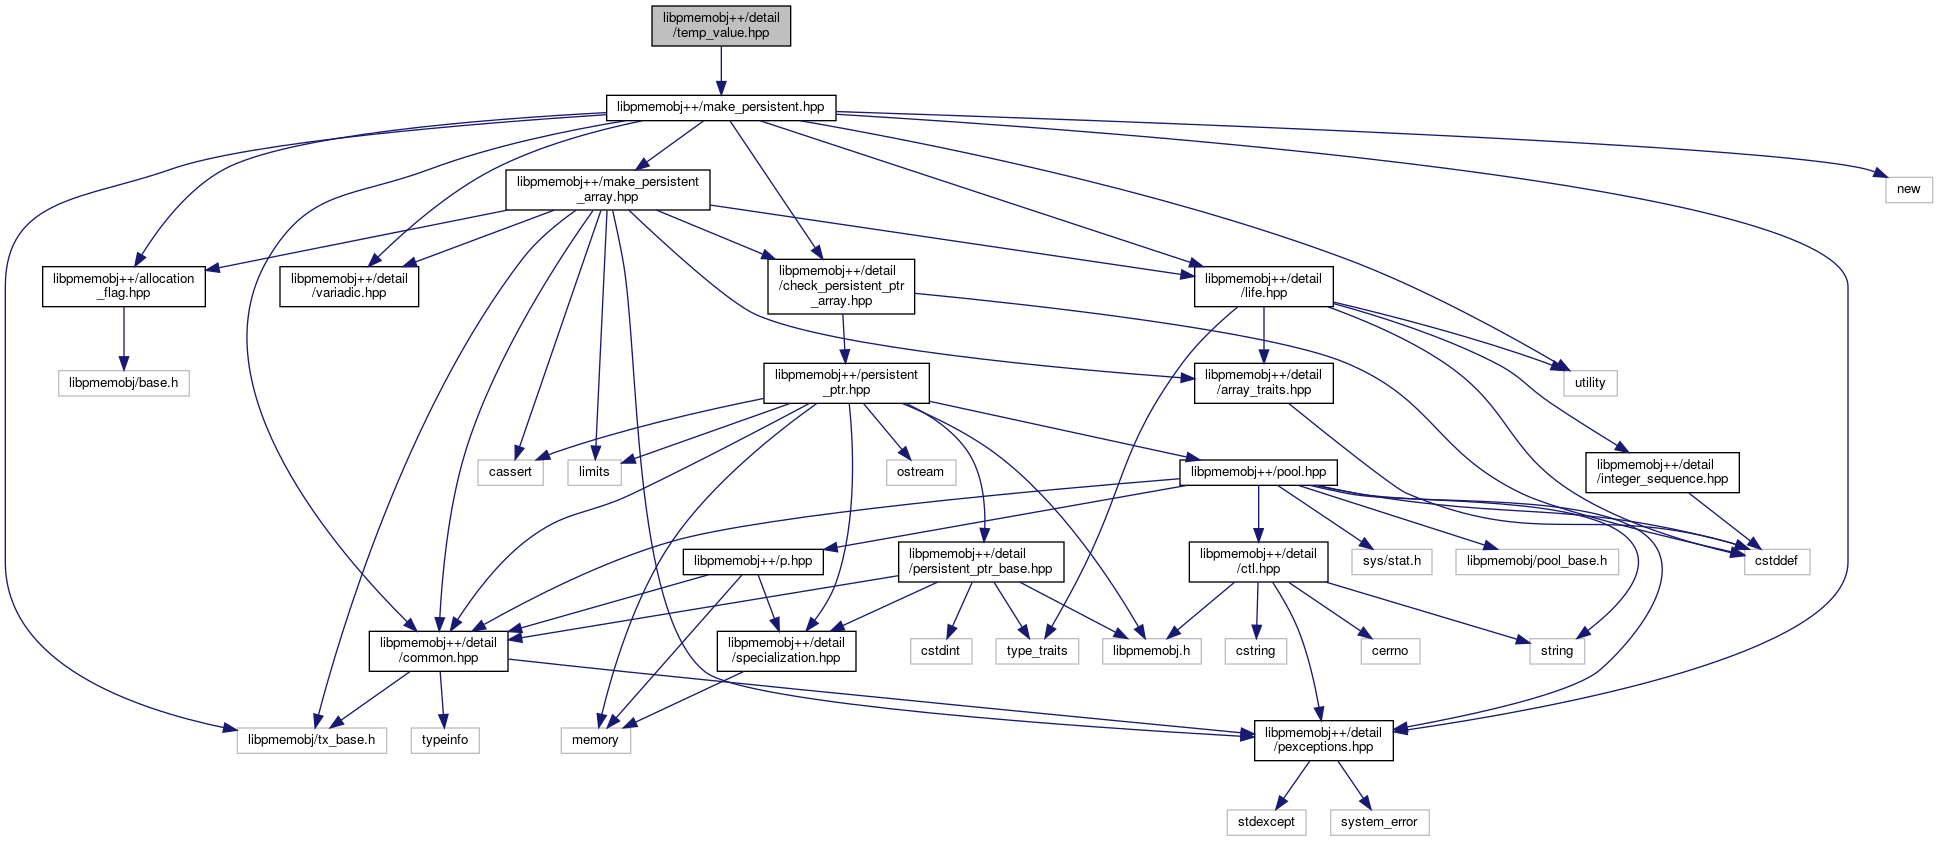 libpmemobj++/detail
/temp_value.hpp
libpmemobj++/make_persistent.hpp
libpmemobj++/make_persistent
_array.hpp
new
libpmemobj++/allocation
_flag.hpp
libpmemobj++/detail
/variadic.hpp
libpmemobj++/detail
/check_persistent_ptr
_array.hpp
libpmemobj++/detail
/life.hpp
libpmemobj/base.h
libpmemobj++/persistent
_ptr.hpp
libpmemobj++/detail
/array_traits.hpp
utility
cassert
limits
ostream
libpmemobj++/pool.hpp
libpmemobj++/detail
/integer_sequence.hpp
libpmemobj++/p.hpp
libpmemobj++/detail
/persistent_ptr_base.hpp
libpmemobj++/detail
/ctl.hpp
sys/stat.h
libpmemobj/pool_base.h
cstddef
libpmemobj++/detail
/common.hpp
libpmemobj++/detail
/specialization.hpp
cstdint
type_traits
libpmemobj.h
cstring
cerrno
string
libpmemobj/tx_base.h
typeinfo
memory
libpmemobj++/detail
/pexceptions.hpp
stdexcept
system_error